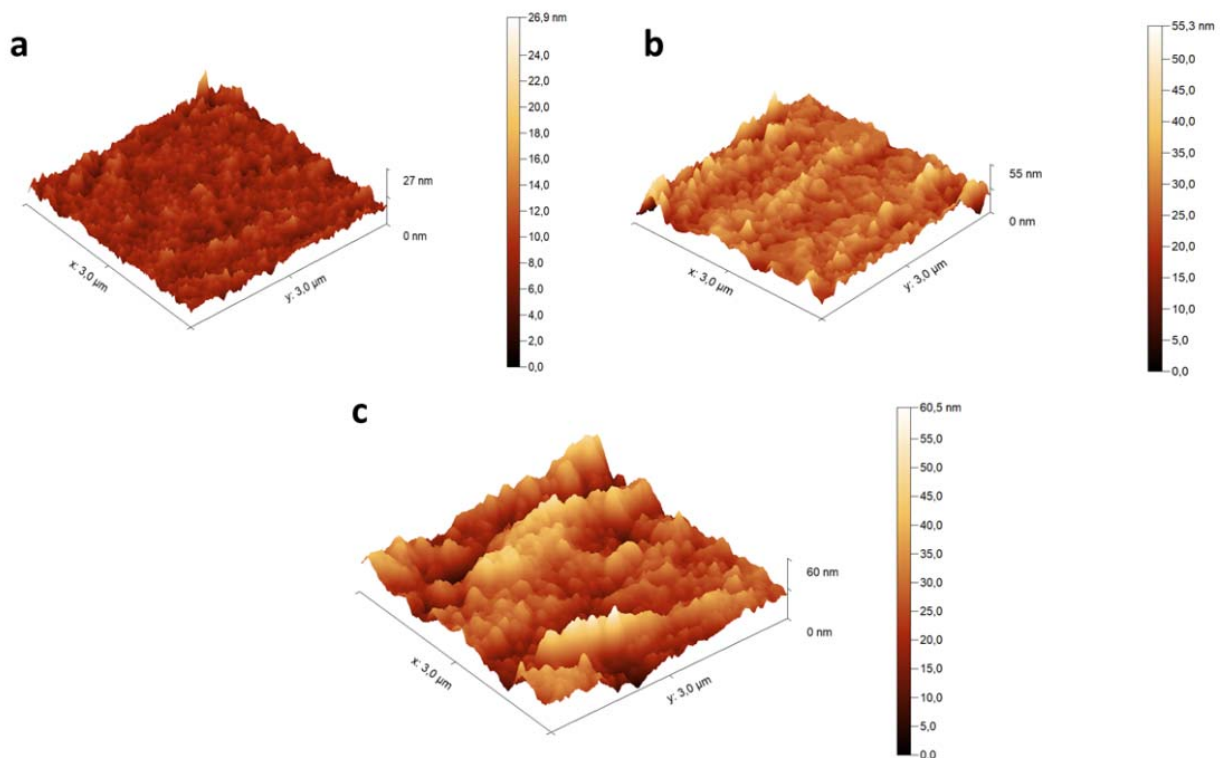 a
26,9 nm
24,0
22,0
20,0
18,0
16,0
14,0
12,0
10,0
8,0
6,0
4,0
2,0
0,0
27 nm
0 nm
x: 3,0 µm
y: 3,0 µm
b
55,3 nm
50,0
45,0
40,0
35,0
30,0
25,0
20,0
15,0
10,0
5,0
0,0
55 nm
0 nm
x: 3,0 µm
y: 3,0 µm
c
60,5 nm
55,0
50,0
45,0
40,0
35,0
30,0
25,0
20,0
15,0
10,0
5,0
0,0
60 nm
0 nm
x: 3,0 µm
y: 3,0 µm